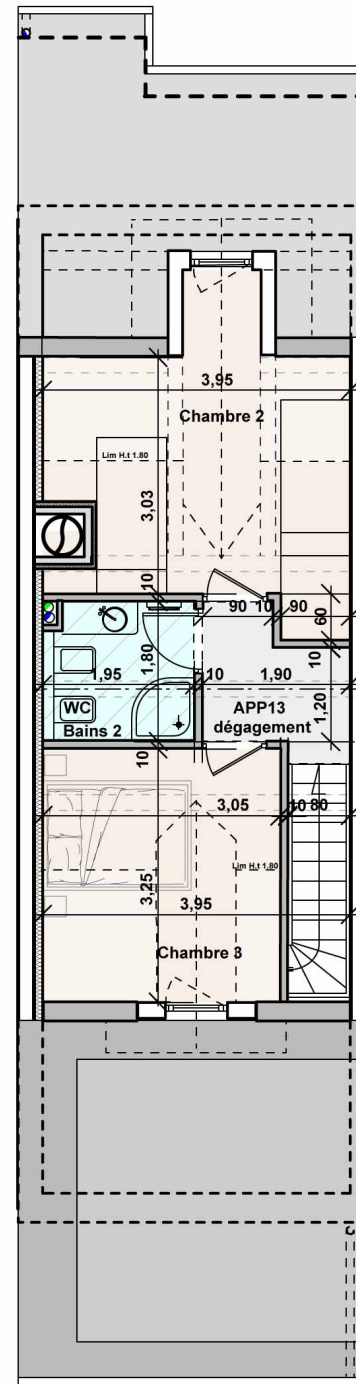 3,95
Chambre 2
Lim H.t 1.80
3,03
10
90 10 90
60
1,80
1,95
10
1,90
10
WC
APP13
1,20
Bains 2
dégagement
10
3,05
10 80
Lim H.t 1,80
3,25
3,95
Chambre 3